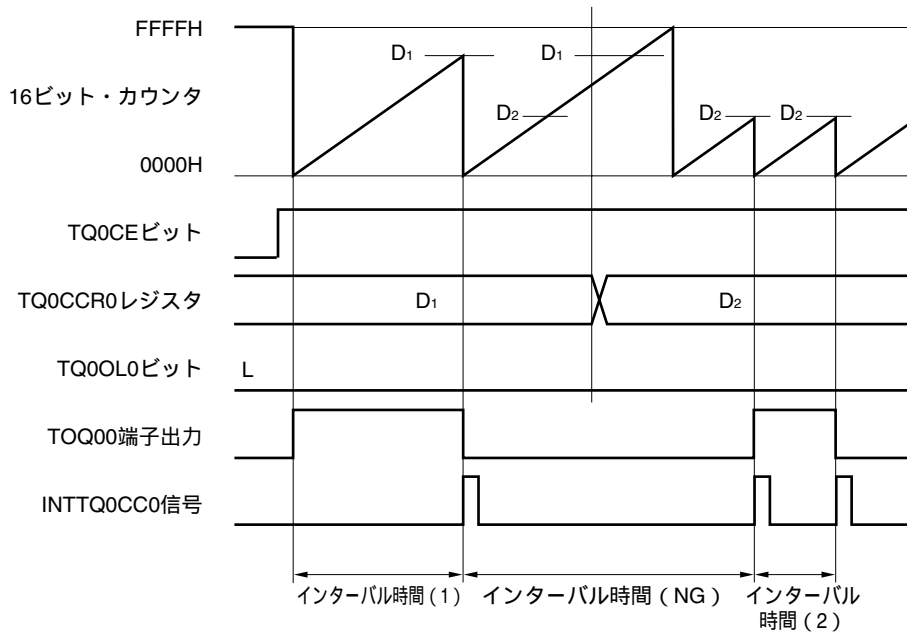 FFFFH
D1
D1
16ビット・カウンタ
D2
D2
D2
0000H
TQ0CEビット
TQ0CCR0レジスタ
D1
D2
TQ0OL0ビット
L
TOQ00端子出力
INTTQ0CC0信号
インターバル時間(1)
インターバル時間(NG)
インターバル
時間(2)